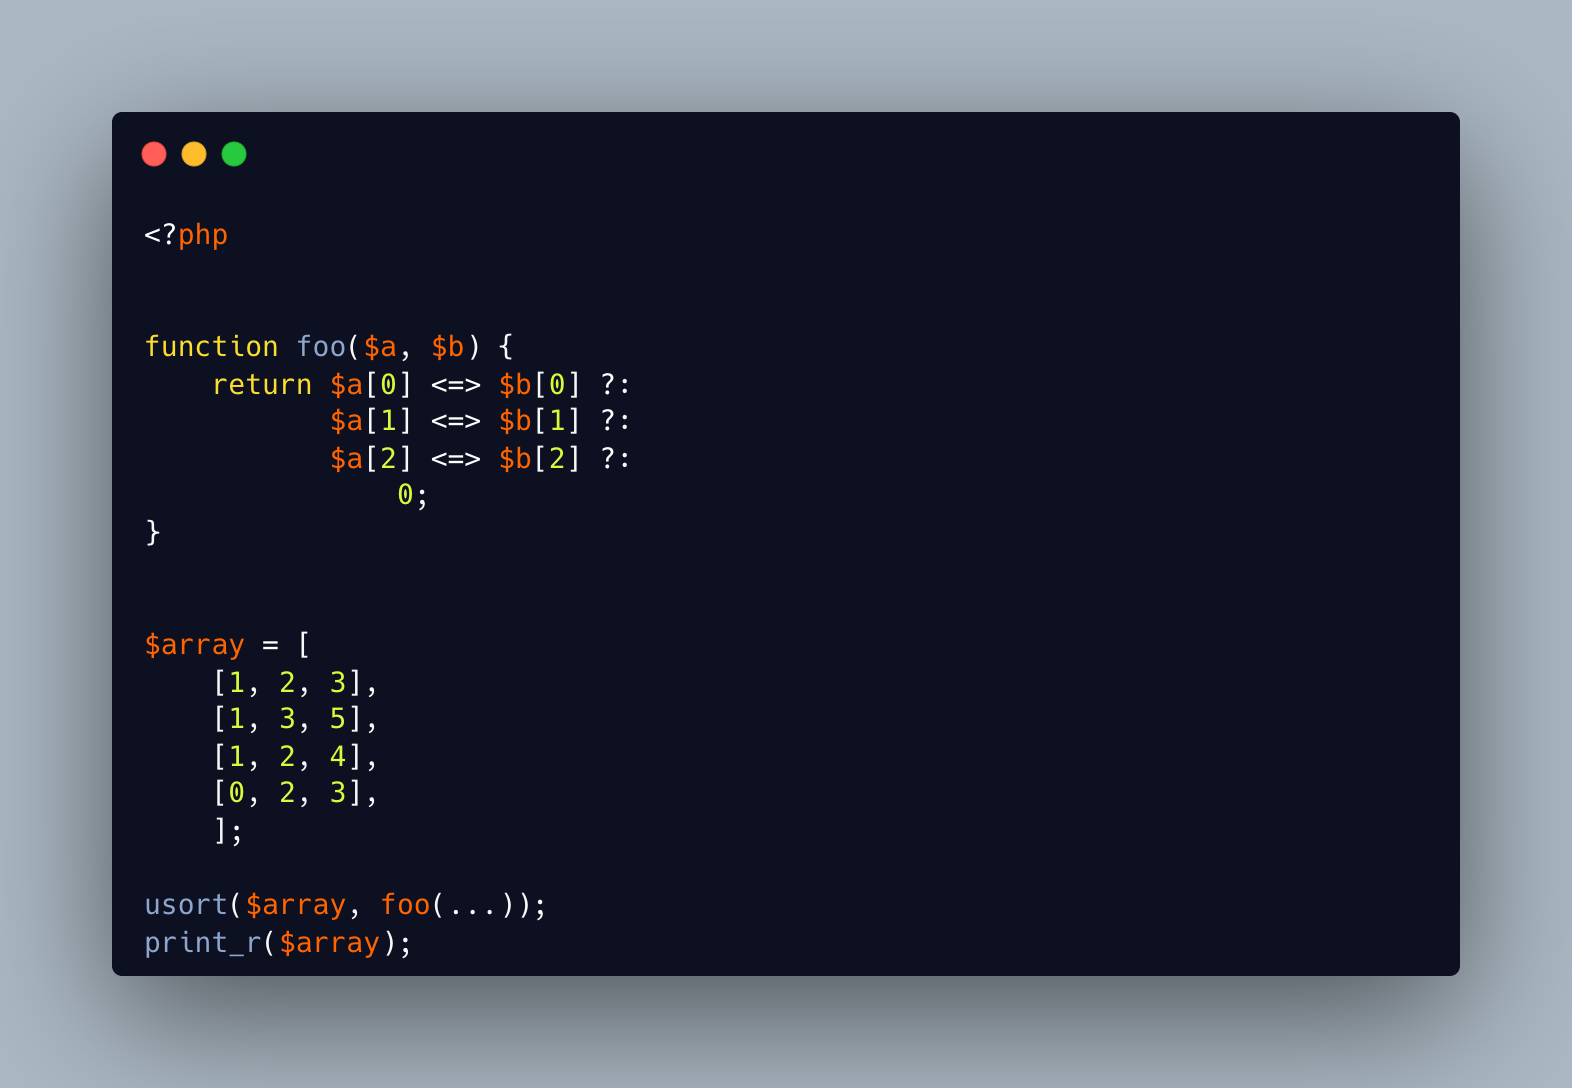 <?php
function foo($a, $b) {
    return $a[0] <=> $b[0] ?:
           $a[1] <=> $b[1] ?:
           $a[2] <=> $b[2] ?:
               0;
}
$array = [
    [1, 2, 3],
    [1, 3, 5],
    [1, 2, 4],
    [0, 2, 3],
    ];
usort($array, foo(...));
print_r($array);